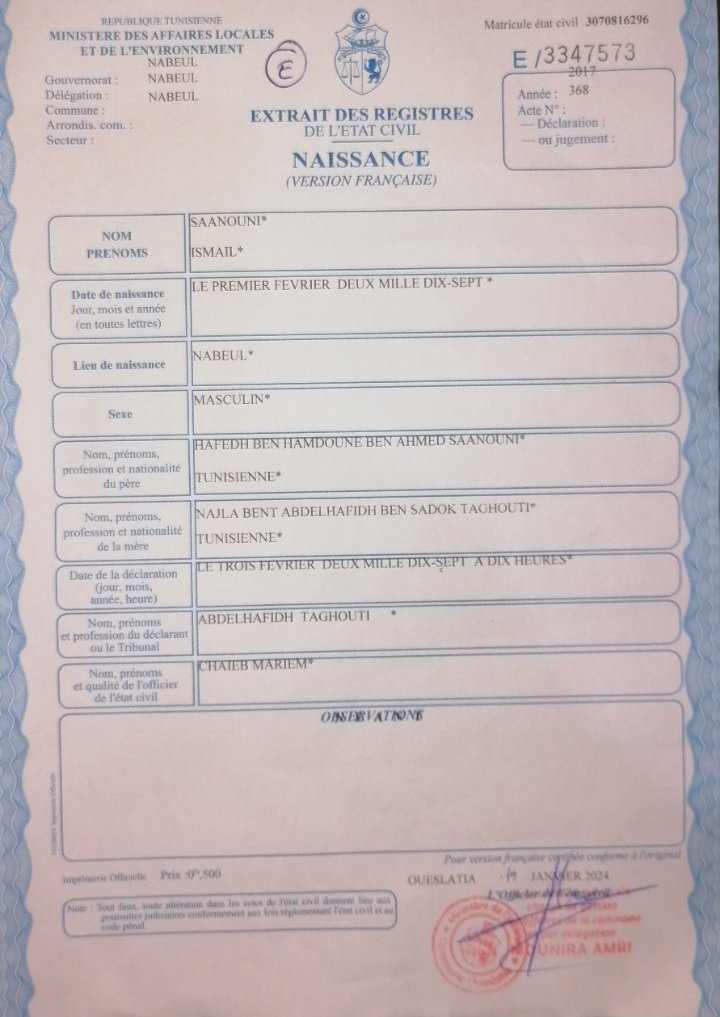 REPUBLIQUE TUNISIENNE
MINISTERE DES AFFAIRES LOCALES
ET DE L'ENVIRONNEMENT
Gouvernorat : NABEUL
Délégation : NABEUL
Commune : NABEUL
Arrondis. com. :
Secteur :
E
Matricule état civil 3070816296
E/3347573
Année : 2017
Acte N° : 368
— Déclaration :
— ou jugement :
EXTRAIT DES REGISTRES
DE L'ETAT CIVIL
NAISSANCE
(VERSION FRANÇAISE)
NOM
PRENOMS
SAANOUNI*
ISMAIL*
Date de naissance
Jour, mois et année
(en toutes lettres)
LE PREMIER FEVRIER DEUX MILLE DIX-SEPT *
Lieu de naissance
NABEUL*
Sexe
MASCULIN*
Nom, prénoms,
profession et nationalité
du père
HAFEDH BEN HAMDOUNE BEN AHMED SAANOUNI*
TUNISIENNE*
Nom, prénoms,
profession et nationalité
de la mère
NAJLA BENT ABDELHAFIDH BEN SADOK TAGHOUTI*
TUNISIENNE*
Date de la déclaration
(jour, mois,
année, heure)
LE TROIS FEVRIER DEUX MILLE DIX-SEPT A DIX HEURES*
Nom, prénoms
et profession du déclarant
ou le Tribunal
ABDELHAFIDH TAGHOUTI *
Nom, prénoms
et qualité de l'officier
de l'état civil
CHAIEB MARIEM*
OBSERVATIONS
Pour version française certifiée conforme à l'original
Imprimerie Officielle Prix : 0ᴰ,500
OUESLATIA JANVIER 2024
L'Officier de l'état civil
Note : Tout faux, toute altération dans les actes de l'état civil donnent lieu aux
poursuites judiciaires conformément aux lois réglementant l'état civil et au
code pénal.
MOUNIRA AMRI